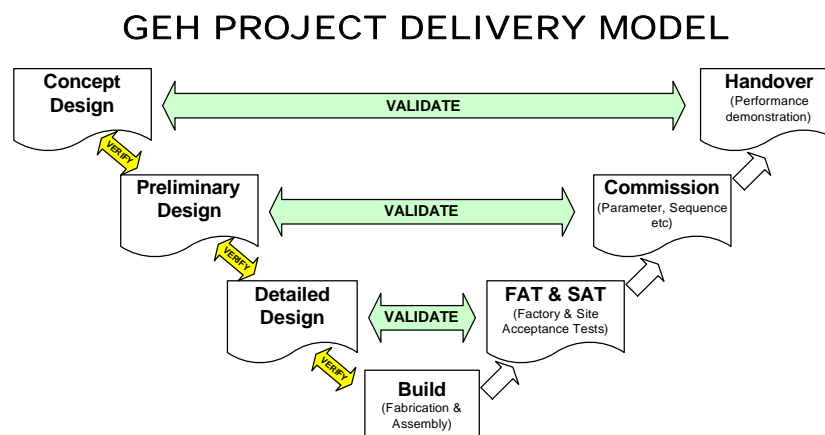 GEH PROJECT DELIVERY MODEL
Concept
Design
VALIDATE
Handover
(Performance
demonstration)
VERIFY
Preliminary
Design
VALIDATE
Commission
(Parameter, Sequence
etc)
VERIFY
Detailed
Design
VALIDATE
FAT & SAT
(Factory & Site
Acceptance Tests)
VERIFY
Build
(Fabrication &
Assembly)